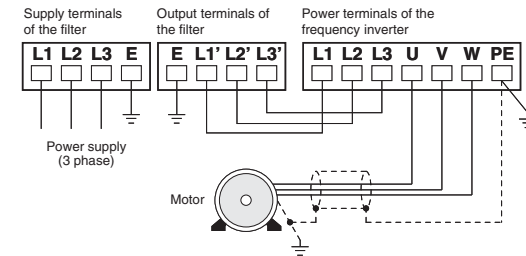 Supply terminals
of the filter
L1 L2 L3 E
Power supply
(3 phase)
Output terminals of
the filter
E L1' L2' L3'
Power terminals of the
frequency inverter
L1 L2 L3 U V W PE
Motor